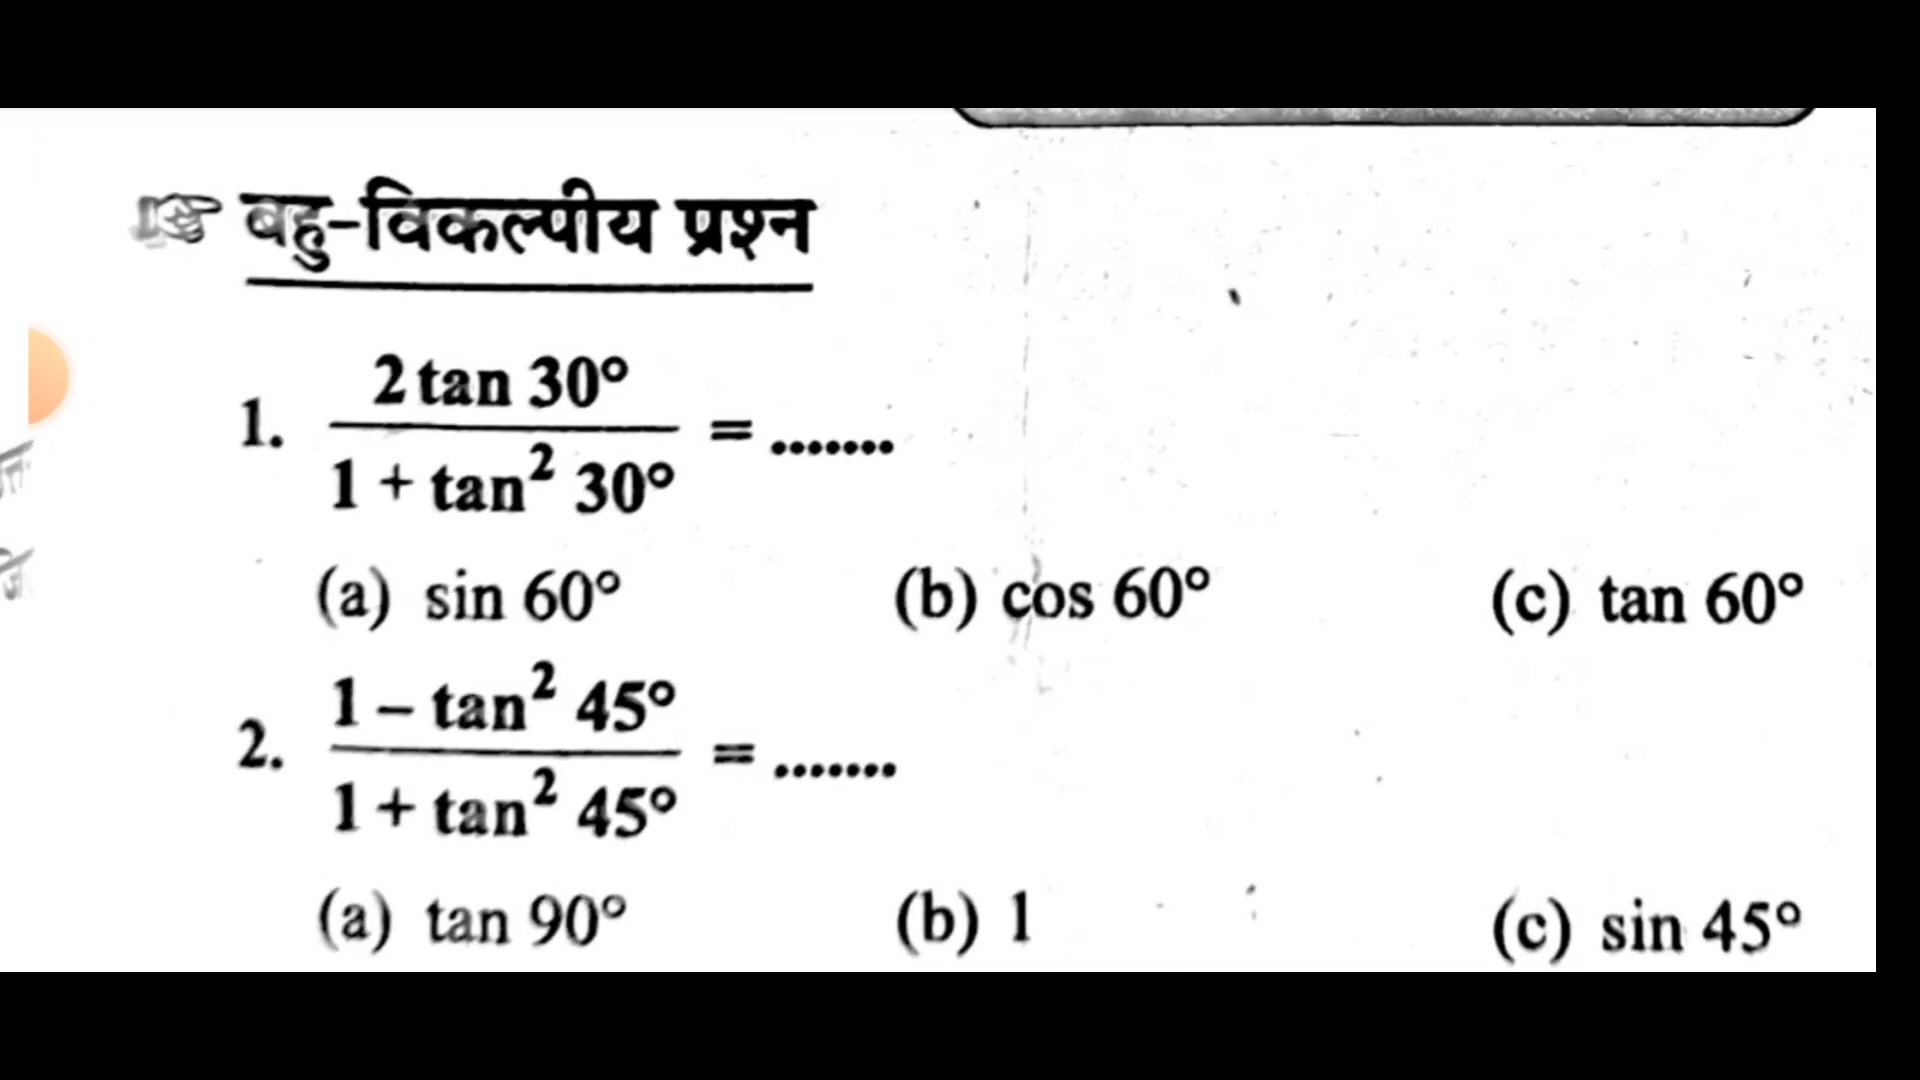 बहु-विकल्पीय प्रश्न
1. 2 tan 30° / 1 + tan² 30° = .......
(a) sin 60° (b) cos 60° (c) tan 60°
2. 1 – tan² 45° / 1 + tan² 45° = .......
(a) tan 90° (b) 1 (c) sin 45°